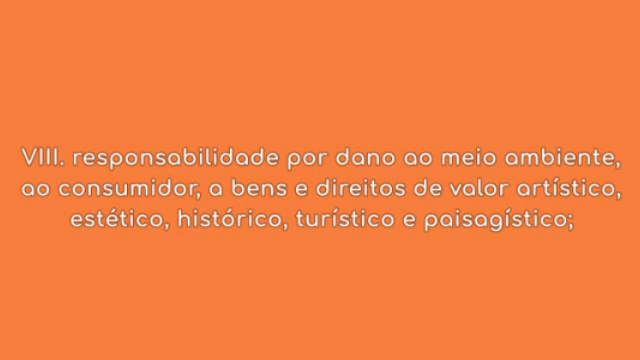 VIII. responsabilidade por dano ao meio ambiente,
ao consumidor, a bens e direitos de valor artístico,
estético, histórico, turístico e paisagístico;